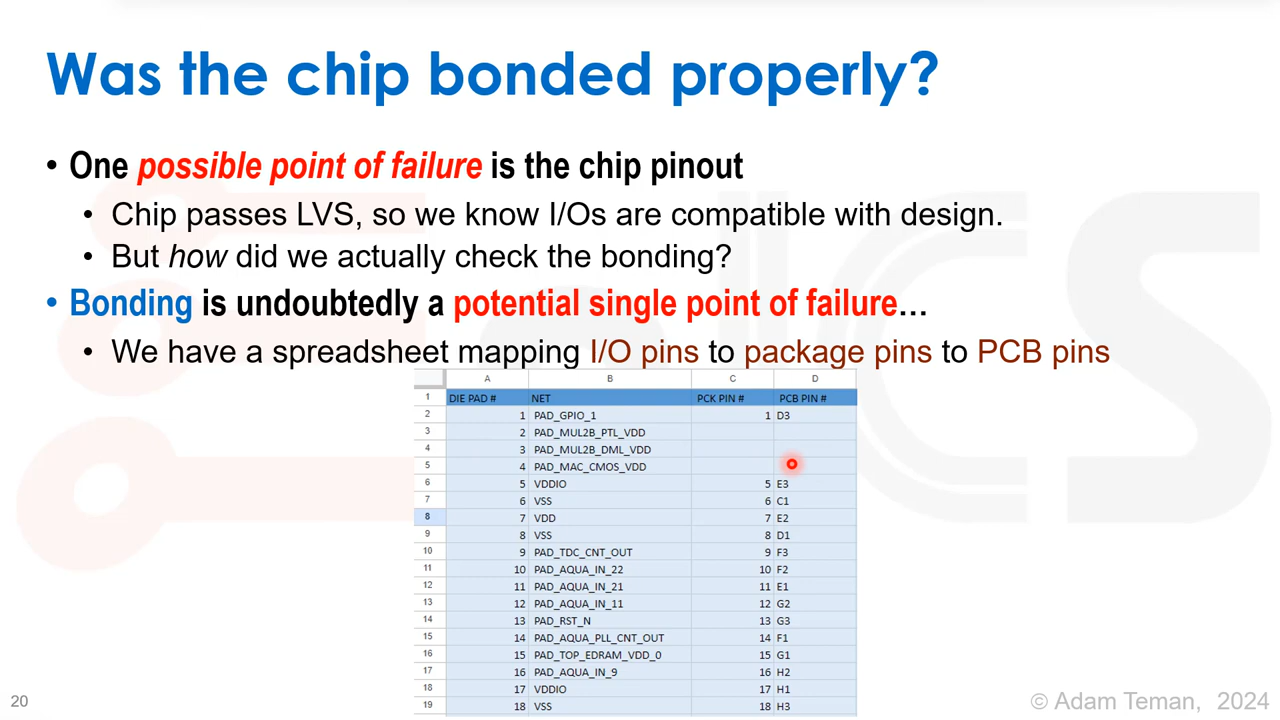 Was the chip bonded properly?
• One possible point of failure is the chip pinout
• Chip passes LVS, so we know I/Os are compatible with design.
• But how did we actually check the bonding?
• Bonding is undoubtedly a potential single point of failure…
• We have a spreadsheet mapping I/O pins to package pins to PCB pins
A B C D
1 DIE PAD # NET PCK PIN # PCB PIN #
2 1 PAD_GPIO_1 1 D3
3 2 PAD_MUL2B_PTL_VDD
4 3 PAD_MUL2B_DML_VDD
5 4 PAD_MAC_CMOS_VDD
6 5 VDDIO 5 E3
7 6 VSS 6 C1
8 7 VDD 7 E2
9 8 VSS 8 D1
10 9 PAD_TDC_CNT_OUT 9 F3
11 10 PAD_AQUA_IN_22 10 F2
12 11 PAD_AQUA_IN_21 11 E1
13 12 PAD_AQUA_IN_11 12 G2
14 13 PAD_RST_N 13 G3
15 14 PAD_AQUA_PLL_CNT_OUT 14 F1
16 15 PAD_TOP_EDRAM_VDD_0 15 G1
17 16 PAD_AQUA_IN_9 16 H2
18 17 VDDIO 17 H1
19 18 VSS 18 H3
20
© Adam Teman, 2024